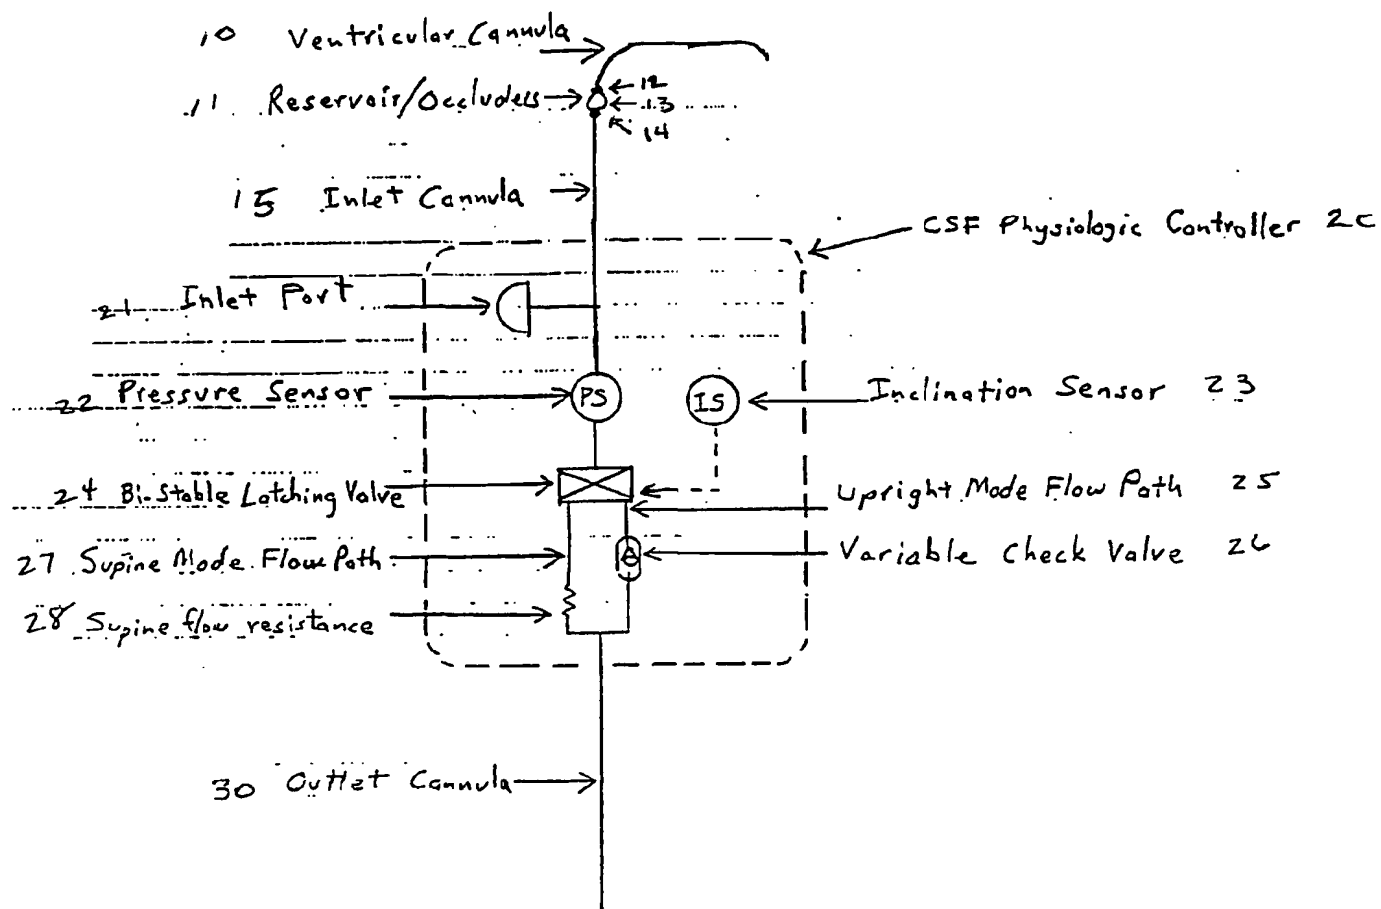 10 Ventricular Cannula
12
11 Reservoir/Occluders
13
14
15 Inlet Cannula
CSF Physiologic Controller 20
21 Inlet Port
22 Pressure Sensor
PS
IS
Inclination Sensor 23
24 Bi-Stable Latching Valve
Upright Mode Flow Path 25
27 Supine Mode Flow Path
Variable Check Valve 26
28 Supine flow resistance
30 Outlet Cannula